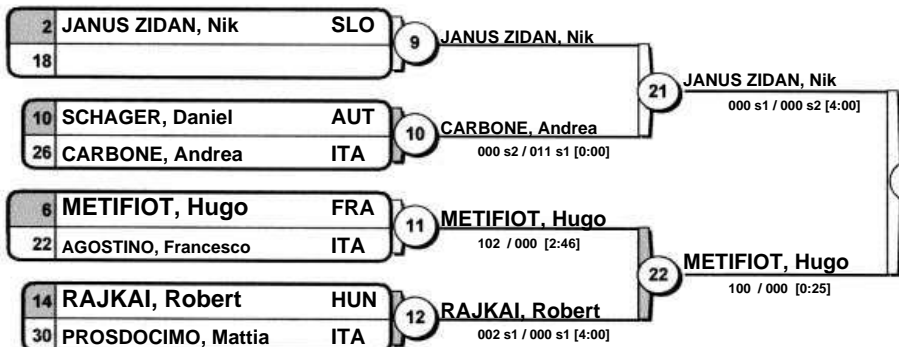 2 JANUS ZIDAN, Nik SLO
18
9
JANUS ZIDAN, Nik
10 SCHAGER, Daniel AUT
26 CARBONE, Andrea ITA
10
CARBONE, Andrea
000 s2 / 011 s1 [0:00]
21
JANUS ZIDAN, Nik
000 s1 / 000 s2 [4:00]
6 METIFIOT, Hugo FRA
22 AGOSTINO, Francesco ITA
11
METIFIOT, Hugo
102 / 000 [2:46]
14 RAJKAI, Robert HUN
30 PROSDOCIMO, Mattia ITA
12
RAJKAI, Robert
002 s1 / 000 s1 [4:00]
22
METIFIOT, Hugo
100 / 000 [0:25]